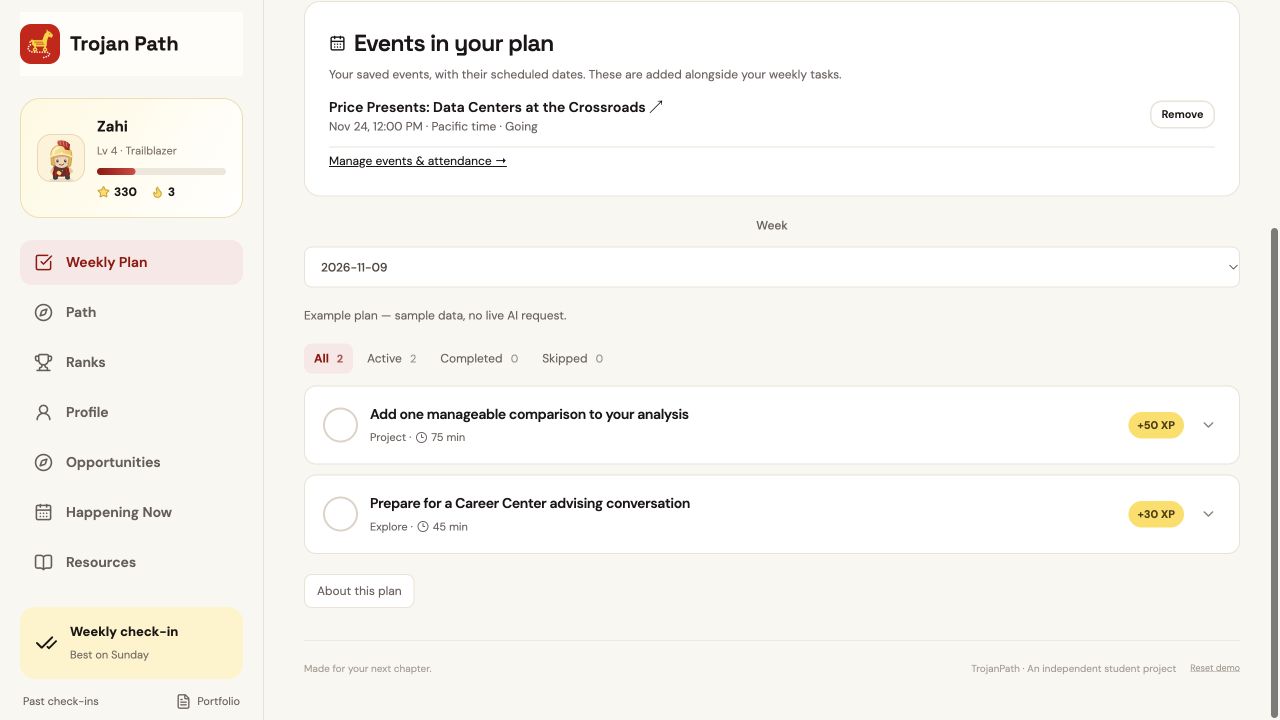 Trojan Path
Zahi
Lv 4 · Trailblazer
330
3
Weekly Plan
Path
Ranks
Profile
Opportunities
Happening Now
Resources
Weekly check-in
Best on Sunday
Past check-ins
Portfolio
Events in your plan
Your saved events, with their scheduled dates. These are added alongside your weekly tasks.
Price Presents: Data Centers at the Crossroads ↗
Nov 24, 12:00 PM · Pacific time · Going
Remove
Manage events & attendance →
Week
2026-11-09
Example plan — sample data, no live AI request.
All 2
Active 2
Completed 0
Skipped 0
Add one manageable comparison to your analysis
Project · 75 min
+50 XP
Prepare for a Career Center advising conversation
Explore · 45 min
+30 XP
About this plan
Made for your next chapter.
TrojanPath · An independent student project
Reset demo